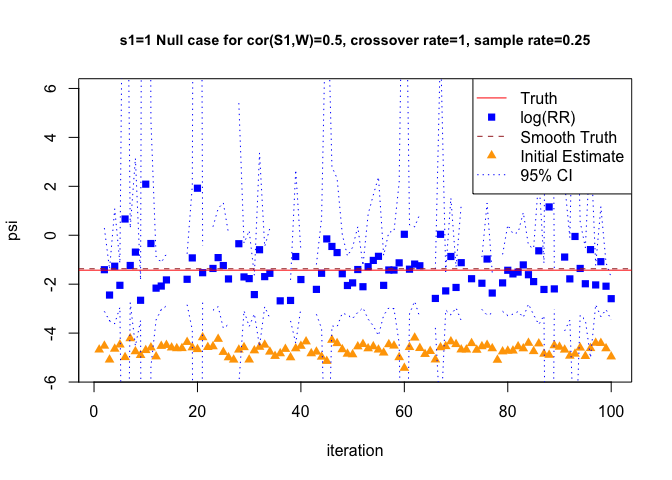 s1=1 Null case for cor(S1,W)=0.5, crossover rate=1, sample rate=0.25
psi
6
4
2
0
-2
-4
-6
Truth
log(RR)
Smooth Truth
Initial Estimate
95% CI
0 20 40 60 80 100
iteration